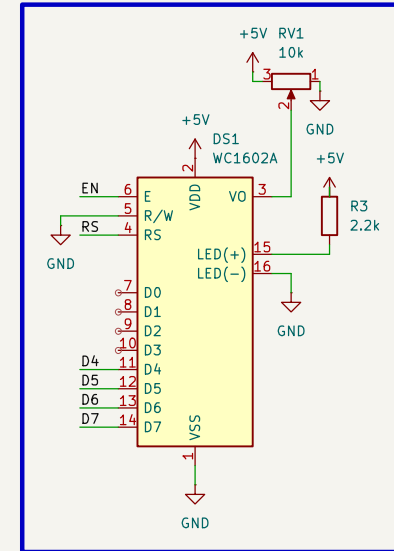 +5V RV1
10k
3 1
2
GND
+5V
DS1
WC1602A
2
VDD
+5V
EN 6 E
VO 3
5 R/W
RS 4 RS
GND
R3
2.2k
LED(+) 15
LED(-) 16
GND
7 D0
8 D1
9 D2
10 D3
D4 11 D4
D5 12 D5
D6 13 D6
D7 14 D7
VSS
1
GND